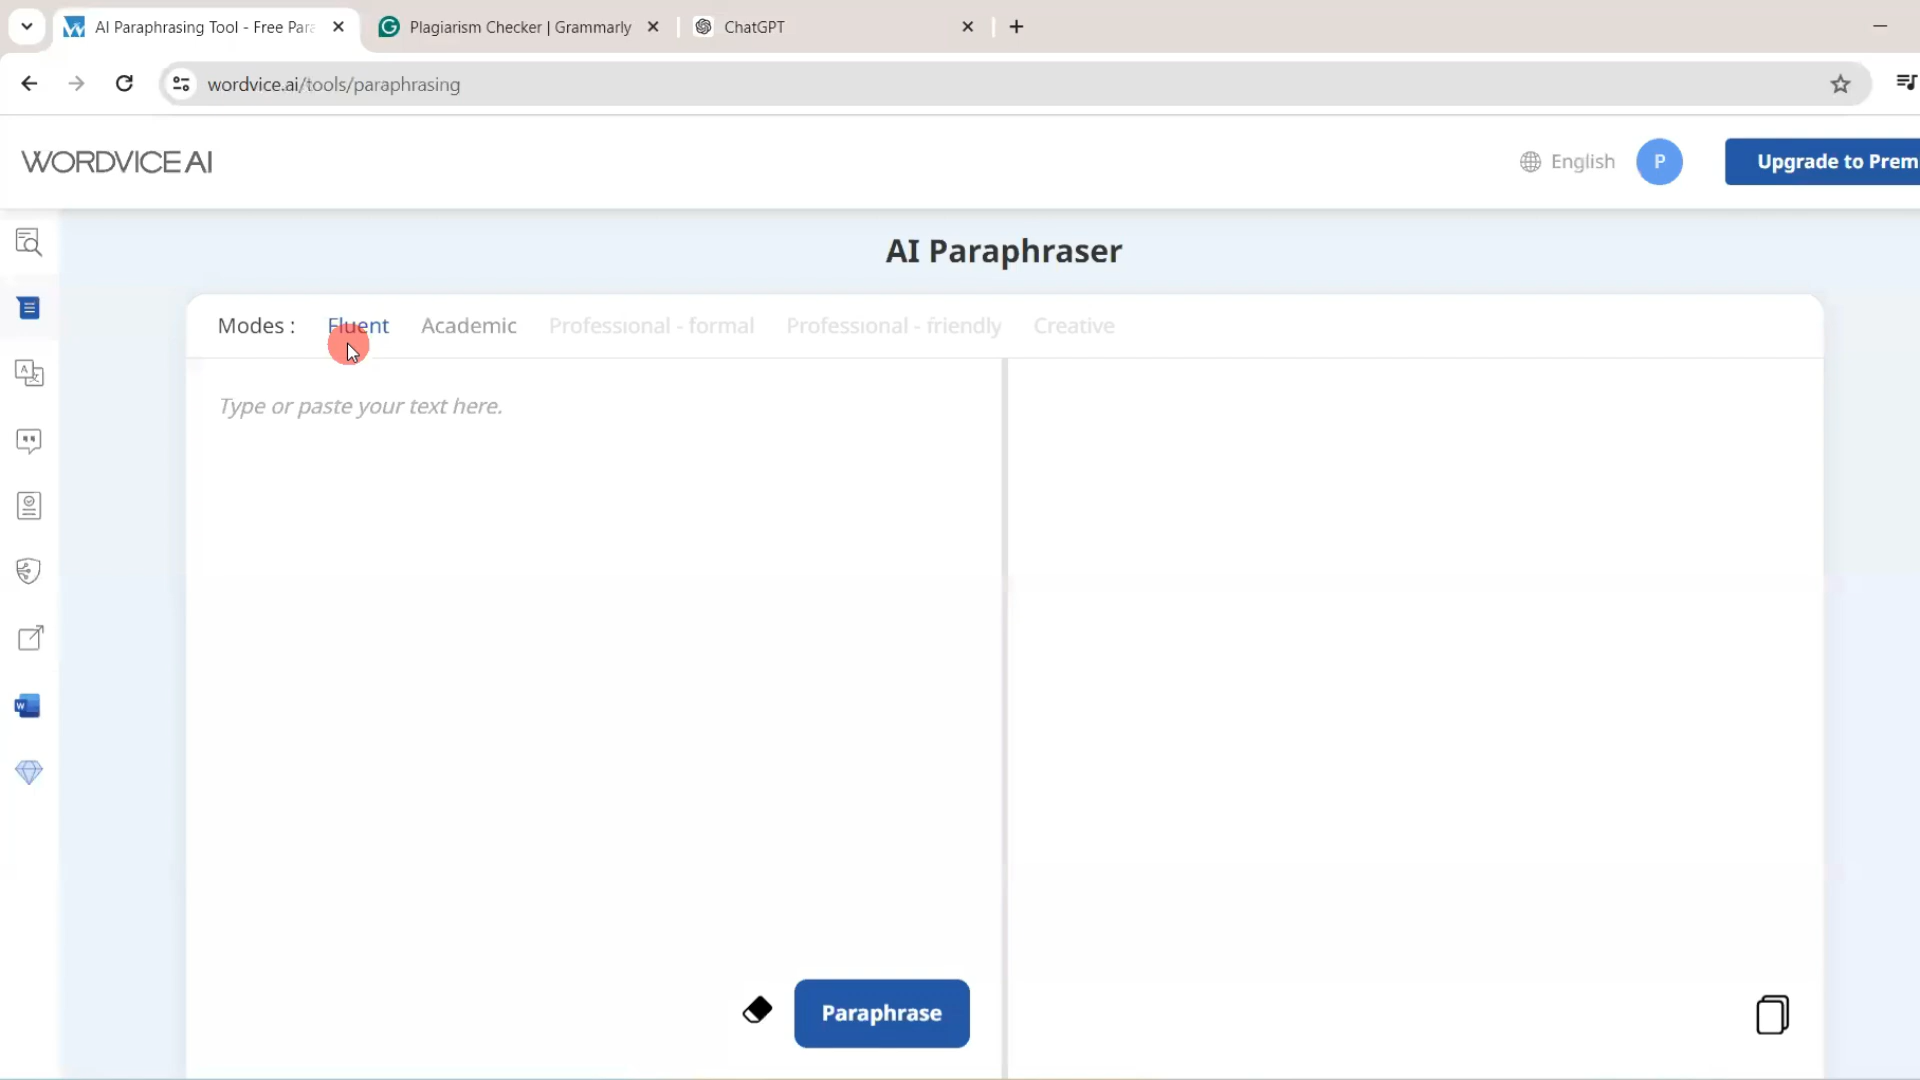 AI Paraphrasing Tool - Free Para
Plagiarism Checker | Grammarly
ChatGPT
wordvice.ai/tools/paraphrasing
WORDVICE AI
English
P
Upgrade to Prem
AI Paraphraser
Modes : Fluent Academic Professional - formal Professional - friendly Creative
Type or paste your text here.
Paraphrase